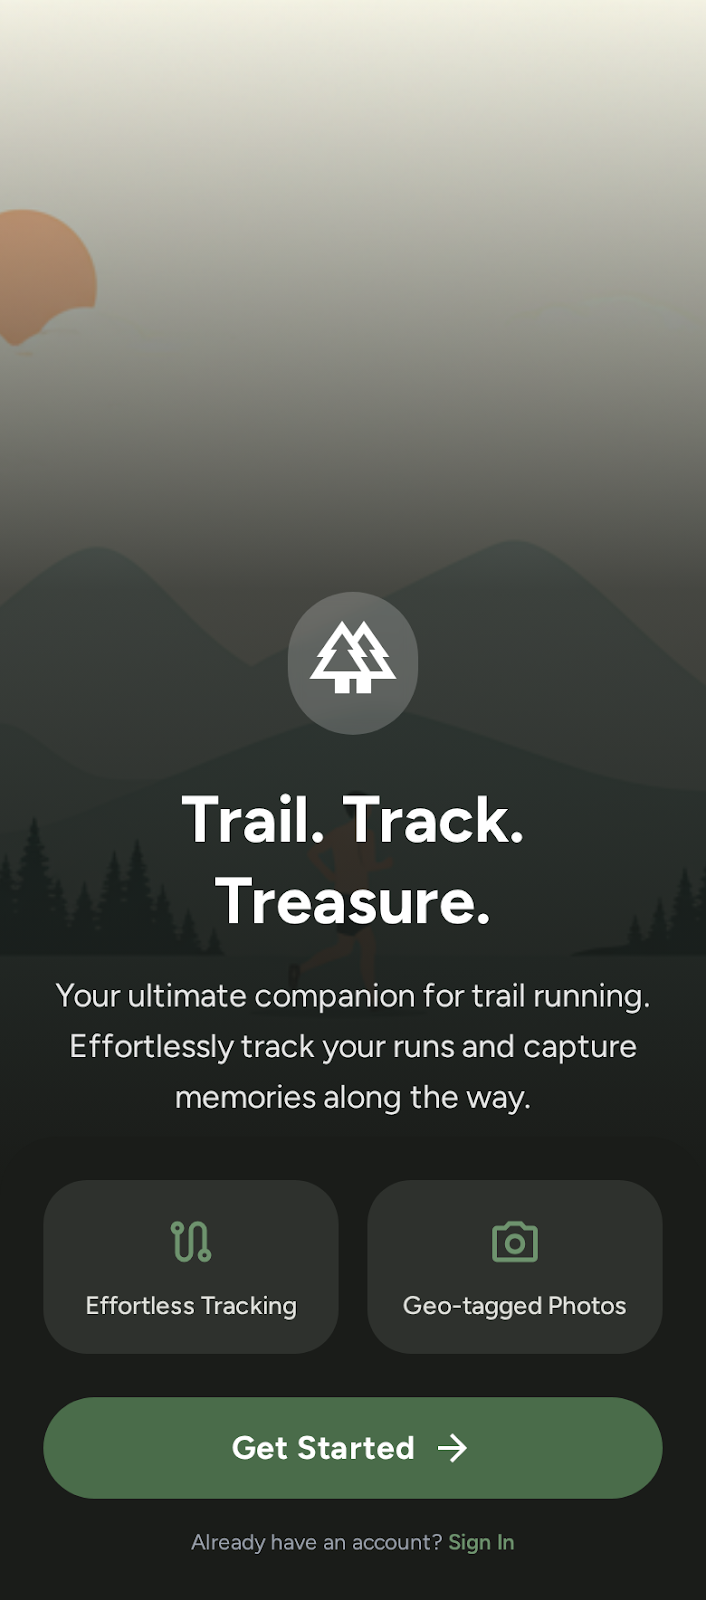 Trail. Track.
Treasure.
Your ultimate companion for trail running.
Effortlessly track your runs and capture
memories along the way.
Effortless Tracking
Geo-tagged Photos
Get Started
Already have an account? Sign In